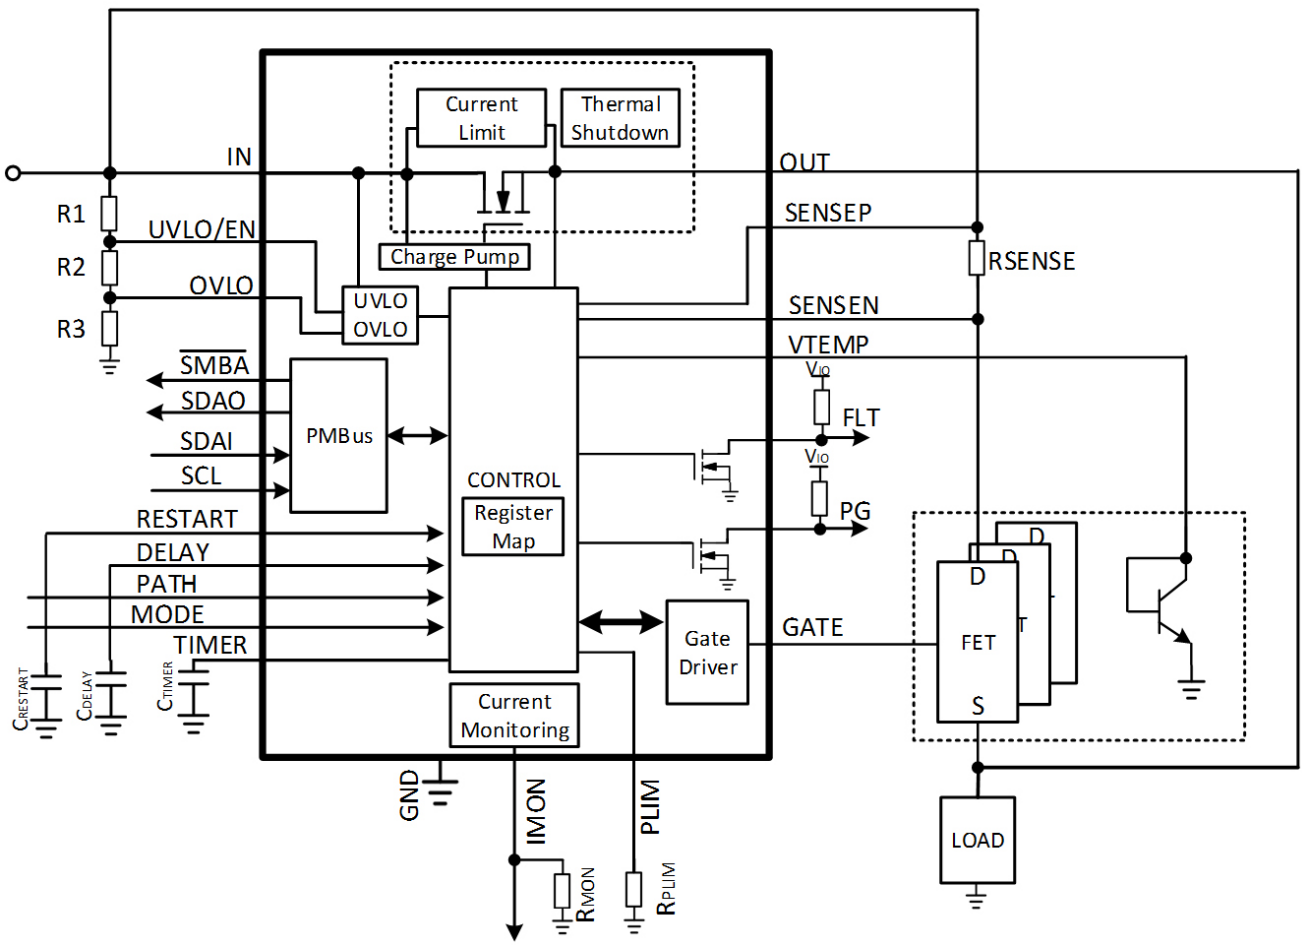 Current
Limit
Thermal
Shutdown
IN
OUT
R1
UVLO/EN
SENSEP
Charge Pump
R2
RSENSE
OVLO
UVLO
OVLO
SENSEN
R3
VTEMP
SMBA
VIO
SDAO
FLT
SDAI
PMBus
VIO
SCL
CONTROL
Register
Map
PG
RESTART
DELAY
PATH
MODE
TIMER
D
D
D
FET
T
S
Gate
Driver
GATE
CRESTART
CDELAY
CTIMER
Current
Monitoring
GND
IMON
PLIM
LOAD
RMON
RPLIM